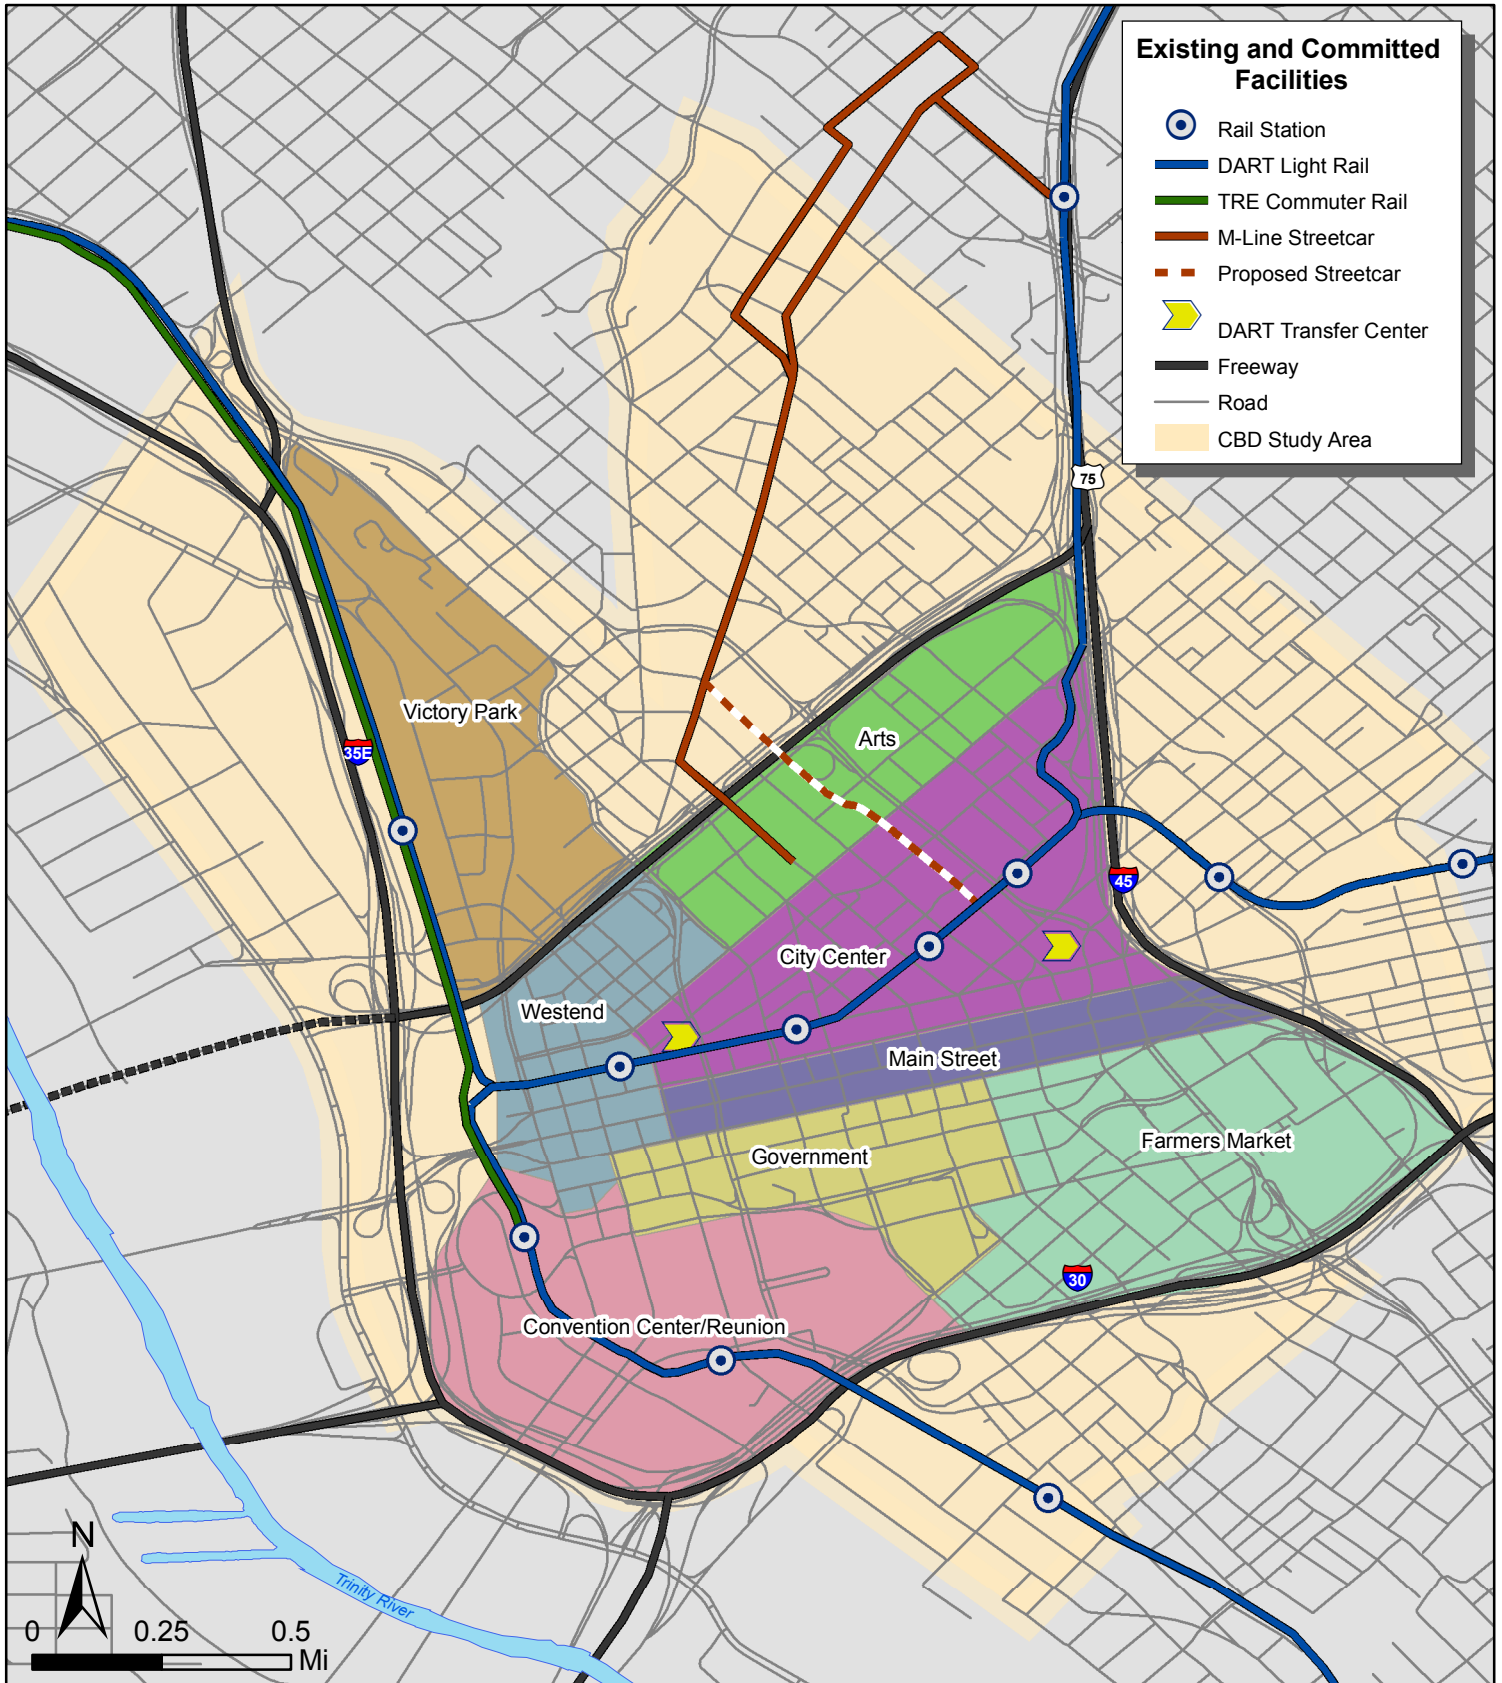 Existing and Committed
Facilities
Rail Station
DART Light Rail
TRE Commuter Rail
M-Line Streetcar
Proposed Streetcar
DART Transfer Center
Freeway
Road
CBD Study Area
75
Victory Park
Arts
35E
45
City Center
Westend
Main Street
Farmers Market
Government
30
Convention Center/Reunion
N
Trinity River
0 0.25 0.5
Mi